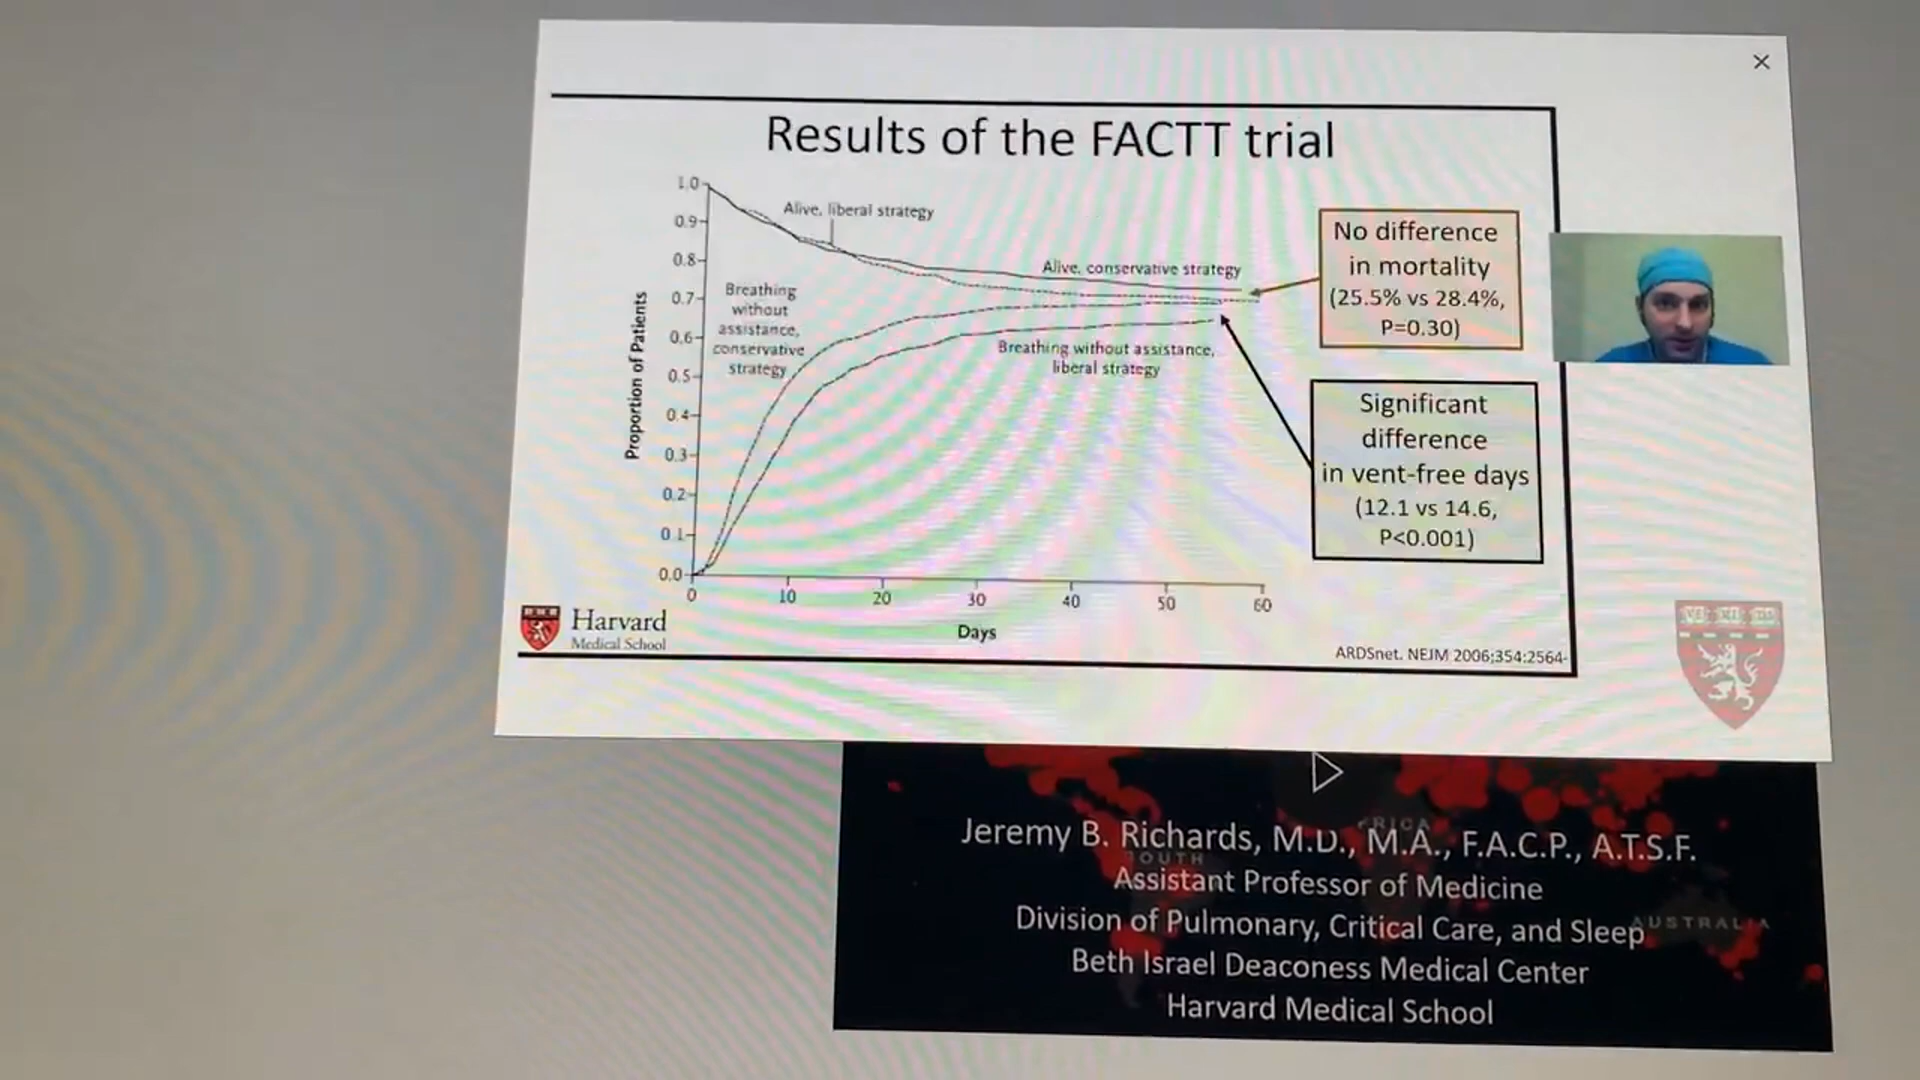 Results of the FACTT trial
1.0
0.9
0.8
0.7
0.6
0.5
0.4
0.3
0.2
0.1
0.0
Proportion of Patients
Alive, liberal strategy
Alive, conservative strategy
Breathing
without
assistance,
conservative
strategy
Breathing without assistance,
liberal strategy
0 10 20 30 40 50 60
Days
No difference
in mortality
(25.5% vs 28.4%,
P=0.30)
Significant
difference
in vent-free days
(12.1 vs 14.6,
P<0.001)
Harvard
Medical School
ARDSnet. NEJM 2006;354:2564-
Jeremy B. Richards, M.D., M.A., F.A.C.P., A.T.S.F.
Assistant Professor of Medicine
Division of Pulmonary, Critical Care, and Sleep
AUSTRALIA
Beth Israel Deaconess Medical Center
Harvard Medical School